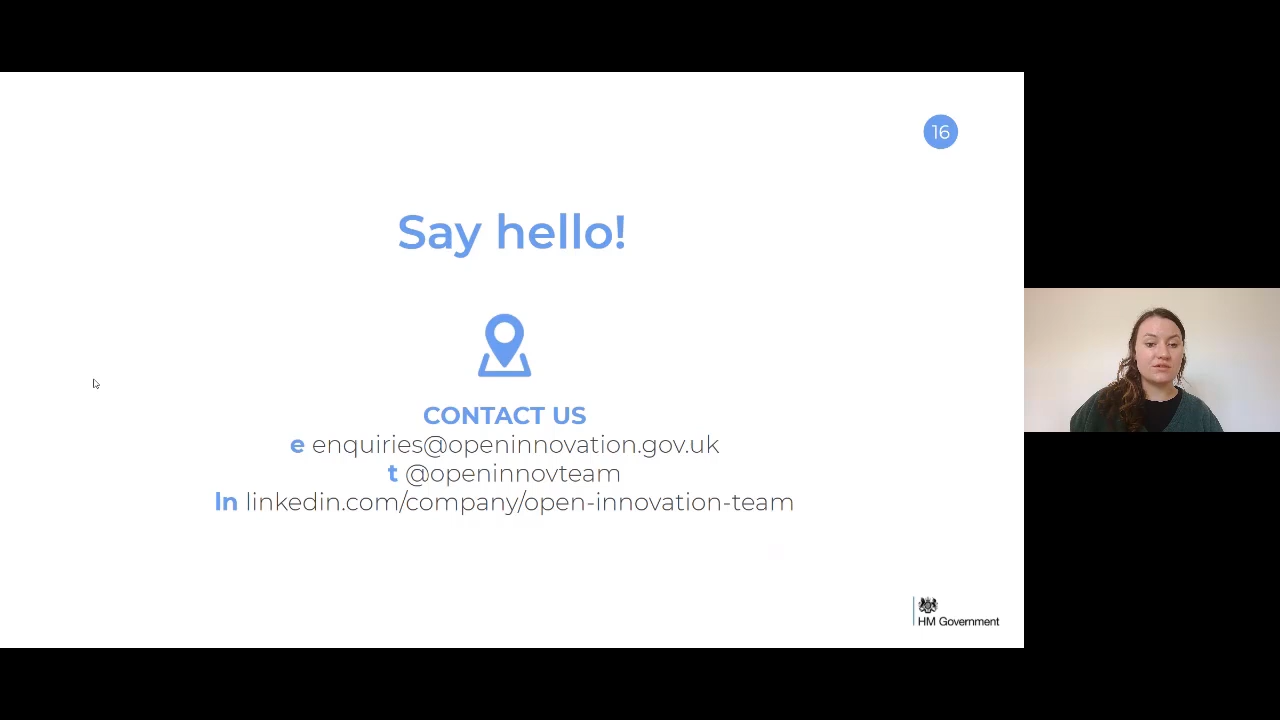 16
Say hello!
CONTACT US
e enquiries@openinnovation.gov.uk
t @openinnovteam
In linkedin.com/company/open-innovation-team
HM Government